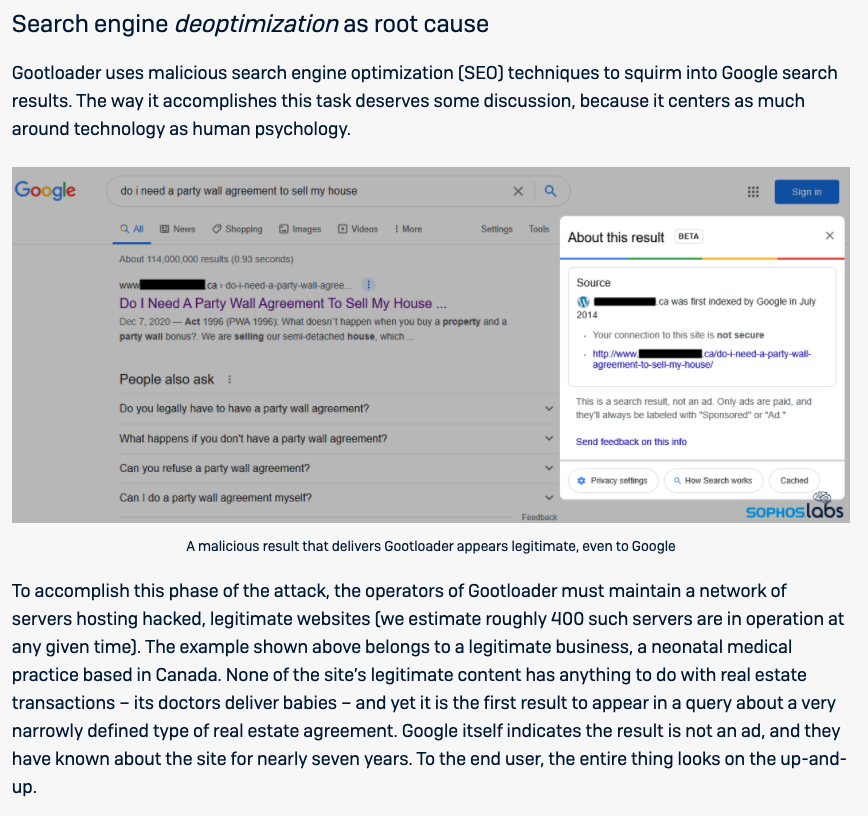 Search engine deoptimization as root cause
Gootloader uses malicious search engine optimization (SEO) techniques to squirm into Google search
results. The way it accomplishes this task deserves some discussion, because it centers as much
around technology as human psychology.
Google
do i need a party wall agreement to sell my house
Sign in
All
News
Shopping
Images
Videos
More
Settings
Tools
About 114,000,000 results (0.93 seconds)
www .ca › do-i-need-a-party-wall-agree...
Do I Need A Party Wall Agreement To Sell My House ...
Dec 7, 2020 — Act 1996 (PWA 1996): What doesn't happen when you buy a property and a
party wall bonus?. We are selling our semi-detached house, which ...
People also ask
Do you legally have to have a party wall agreement?
What happens if you don't have a party wall agreement?
Can you refuse a party wall agreement?
Can I do a party wall agreement myself?
Feedback
About this result BETA
Source
.ca was first indexed by Google in July
2014
Your connection to this site is not secure
http://www. .ca/do-i-need-a-party-wall-
agreement-to-sell-my-house/
This is a search result, not an ad. Only ads are paid, and
they'll always be labeled with "Sponsored" or "Ad."
Send feedback on this info
Privacy settings
How Search works
Cached
SOPHOSlabs
A malicious result that delivers Gootloader appears legitimate, even to Google
To accomplish this phase of the attack, the operators of Gootloader must maintain a network of
servers hosting hacked, legitimate websites (we estimate roughly 400 such servers are in operation at
any given time). The example shown above belongs to a legitimate business, a neonatal medical
practice based in Canada. None of the site's legitimate content has anything to do with real estate
transactions – its doctors deliver babies – and yet it is the first result to appear in a query about a very
narrowly defined type of real estate agreement. Google itself indicates the result is not an ad, and they
have known about the site for nearly seven years. To the end user, the entire thing looks on the up-and-
up.